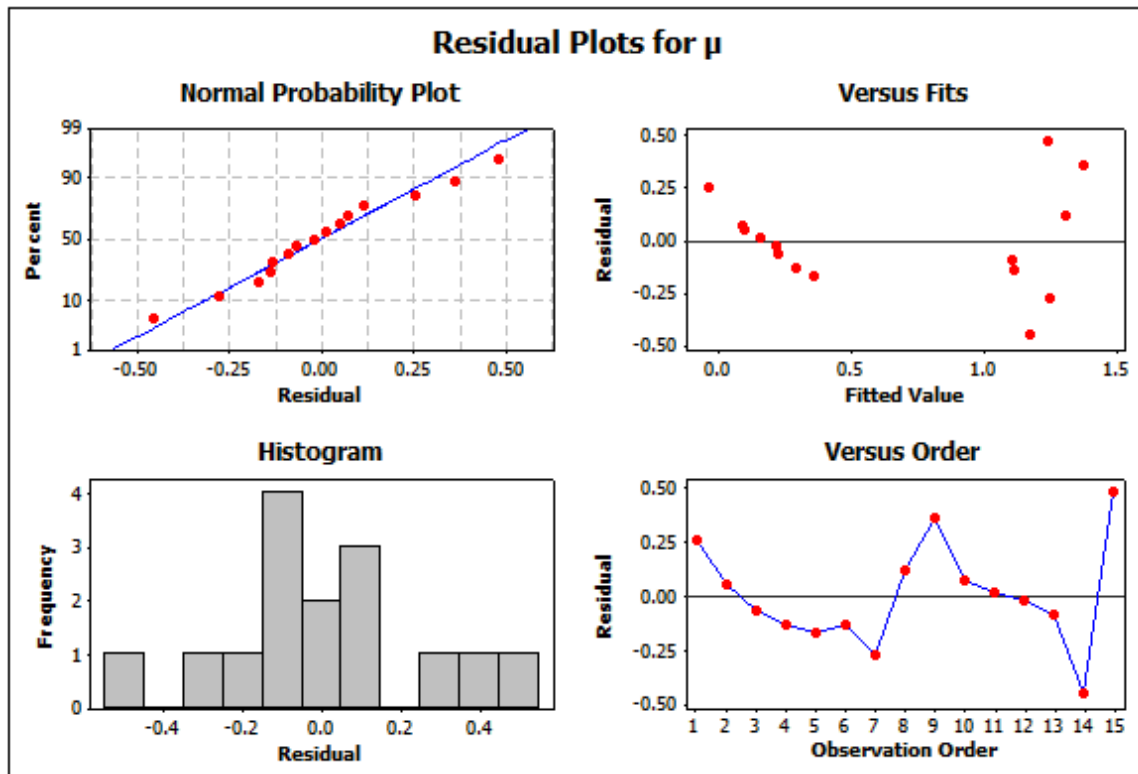 Residual Plots for μ
Normal Probability Plot
99
90
50
10
1
Percent
-0.50 -0.25 0.00 0.25 0.50
Residual
Versus Fits
0.50
0.25
0.00
-0.25
-0.50
Residual
0.0 0.5 1.0 1.5
Fitted Value
Histogram
4
3
2
1
0
Frequency
-0.4 -0.2 0.0 0.2 0.4
Residual
Versus Order
0.50
0.25
0.00
-0.25
-0.50
Residual
1 2 3 4 5 6 7 8 9 10 11 12 13 14 15
Observation Order